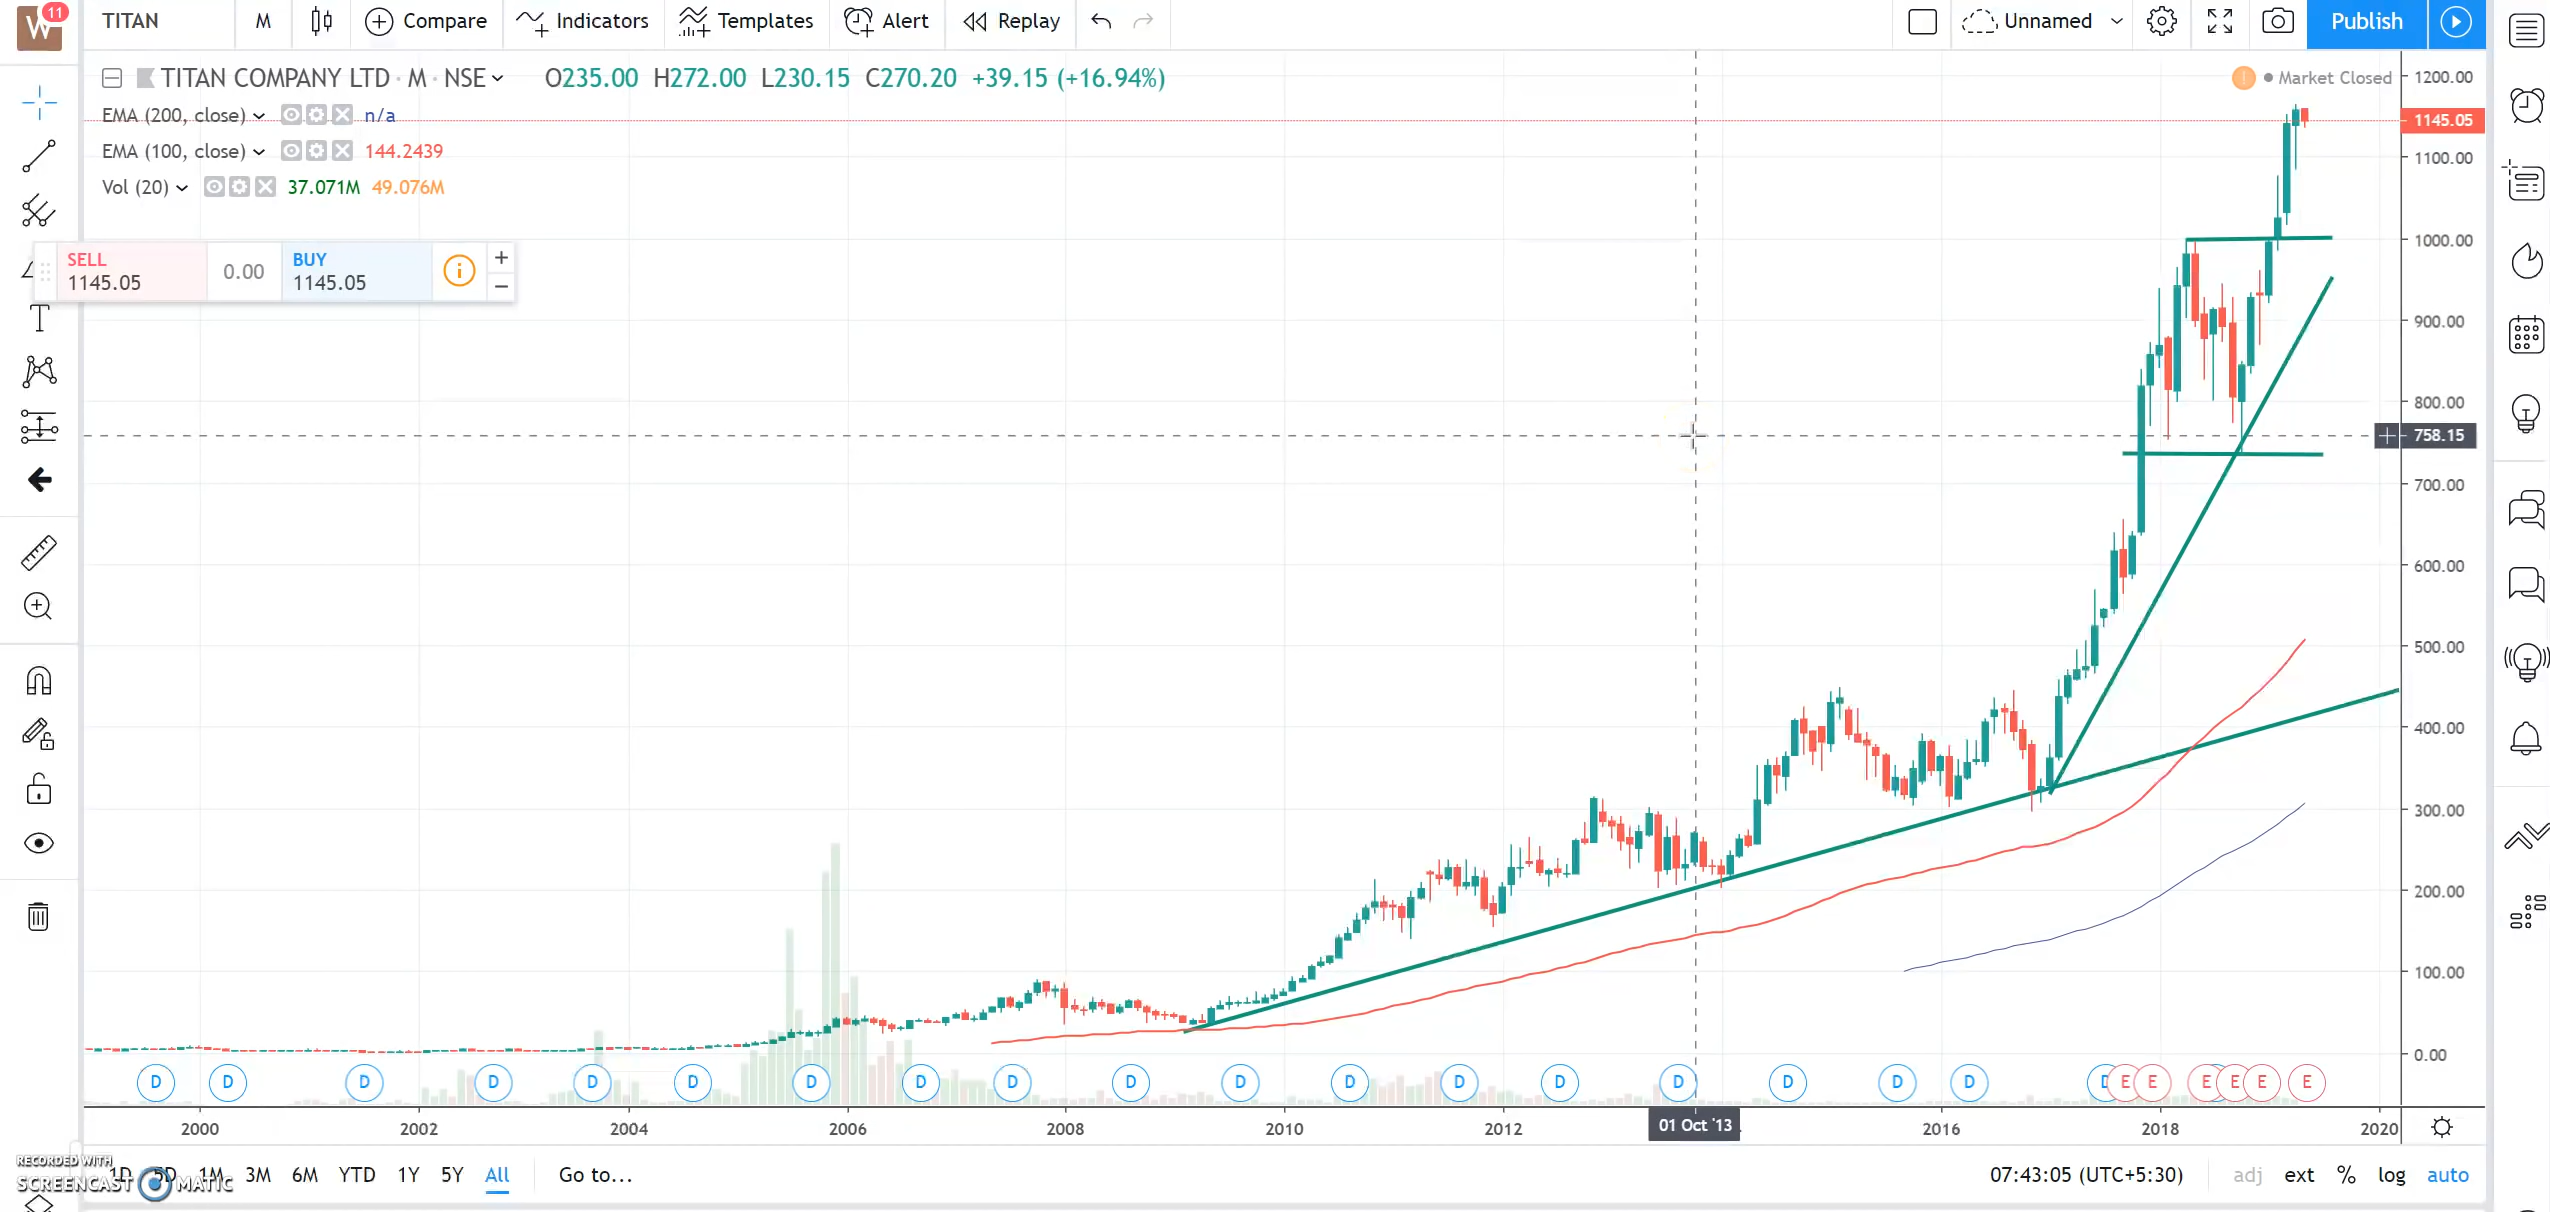 W 11 TITAN M Compare Indicators Templates Alert Replay Unnamed Publish
TITAN COMPANY LTD · M · NSE O235.00 H272.00 L230.15 C270.20 +39.15 (+16.94%) Market Closed
EMA (200, close) n/a
EMA (100, close) 144.2439
Vol (20) 37.071M 49.076M
SELL 1145.05
0.00
BUY 1145.05
1200.00
1145.05
1100.00
1000.00
900.00
800.00
758.15
700.00
600.00
500.00
400.00
300.00
200.00
100.00
0.00
D D D D D D D D D D D D D D D D D D D E E E E E E
2000 2002 2004 2006 2008 2010 2012 01 Oct '13 2016 2018 2020
1D 5D 1M 3M 6M YTD 1Y 5Y All Go to... 07:43:05 (UTC+5:30) adj ext % log auto
RECORDED WITH
SCREENCAST MATIC